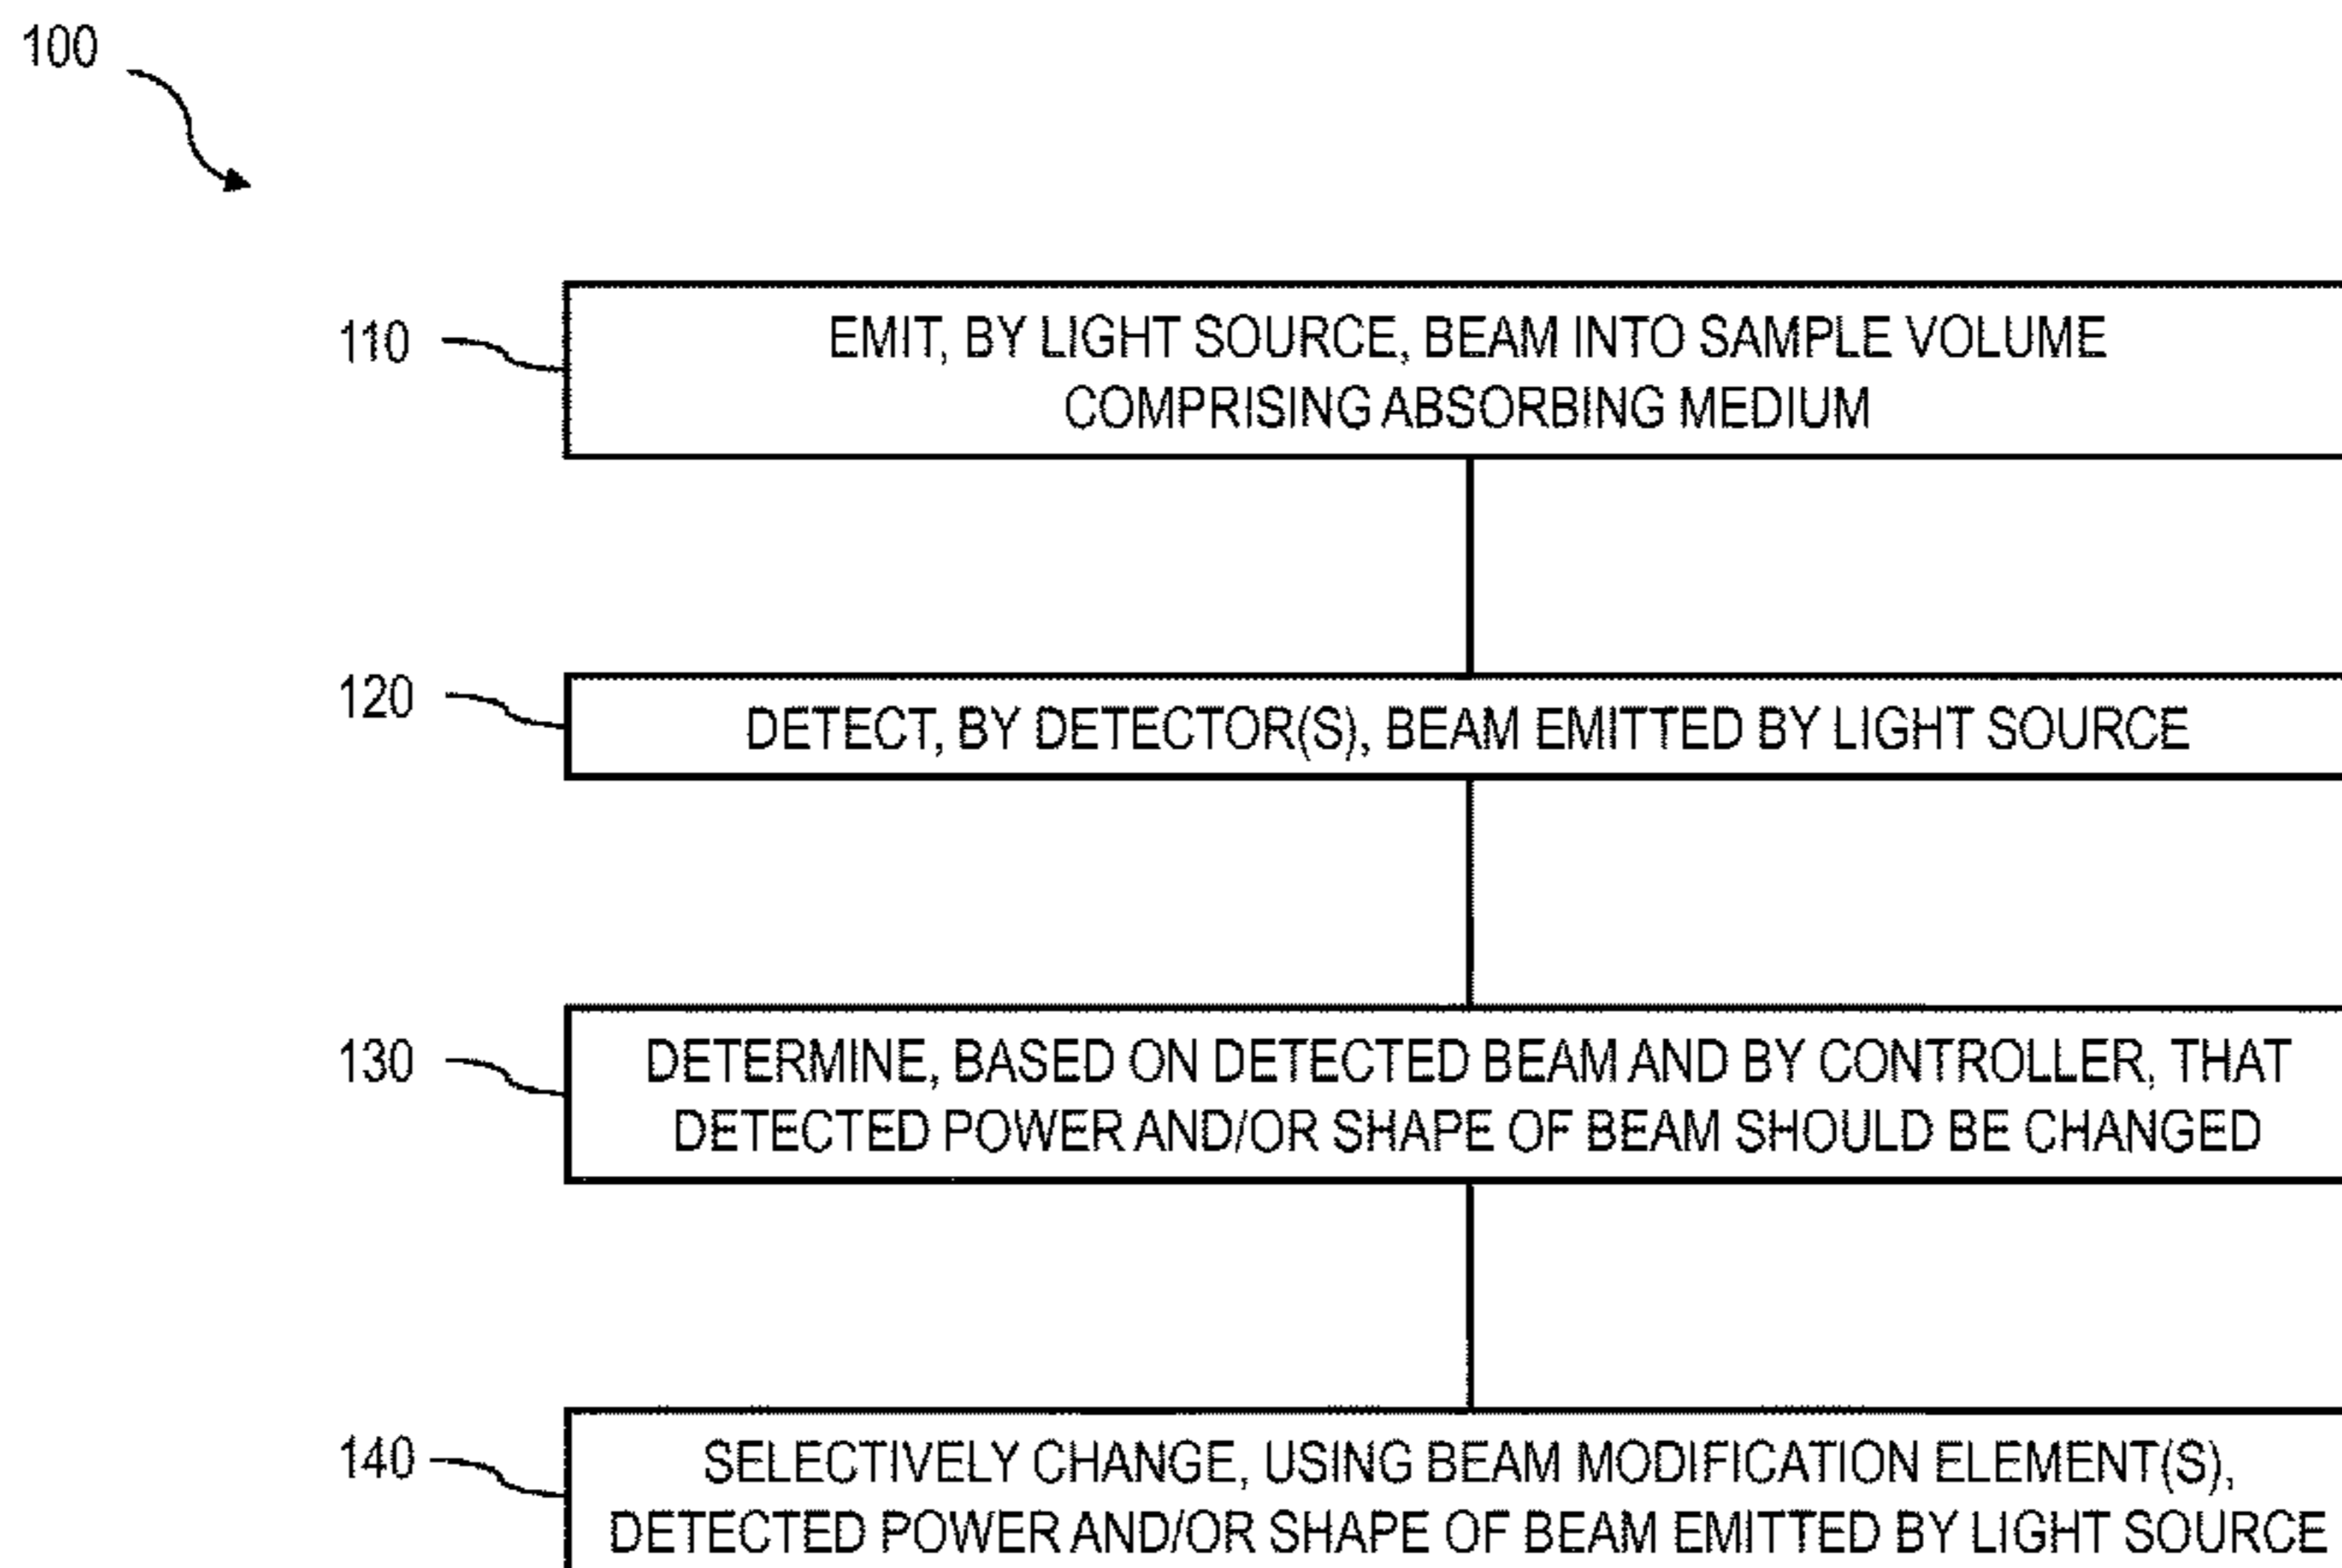 100
110
EMIT, BY LIGHT SOURCE, BEAM INTO SAMPLE VOLUME
COMPRISING ABSORBING MEDIUM
120
DETECT, BY DETECTOR(S), BEAM EMITTED BY LIGHT SOURCE
130
DETERMINE, BASED ON DETECTED BEAM AND BY CONTROLLER, THAT
DETECTED POWER AND/OR SHAPE OF BEAM SHOULD BE CHANGED
140
SELECTIVELY CHANGE, USING BEAM MODIFICATION ELEMENT(S),
DETECTED POWER AND/OR SHAPE OF BEAM EMITTED BY LIGHT SOURCE